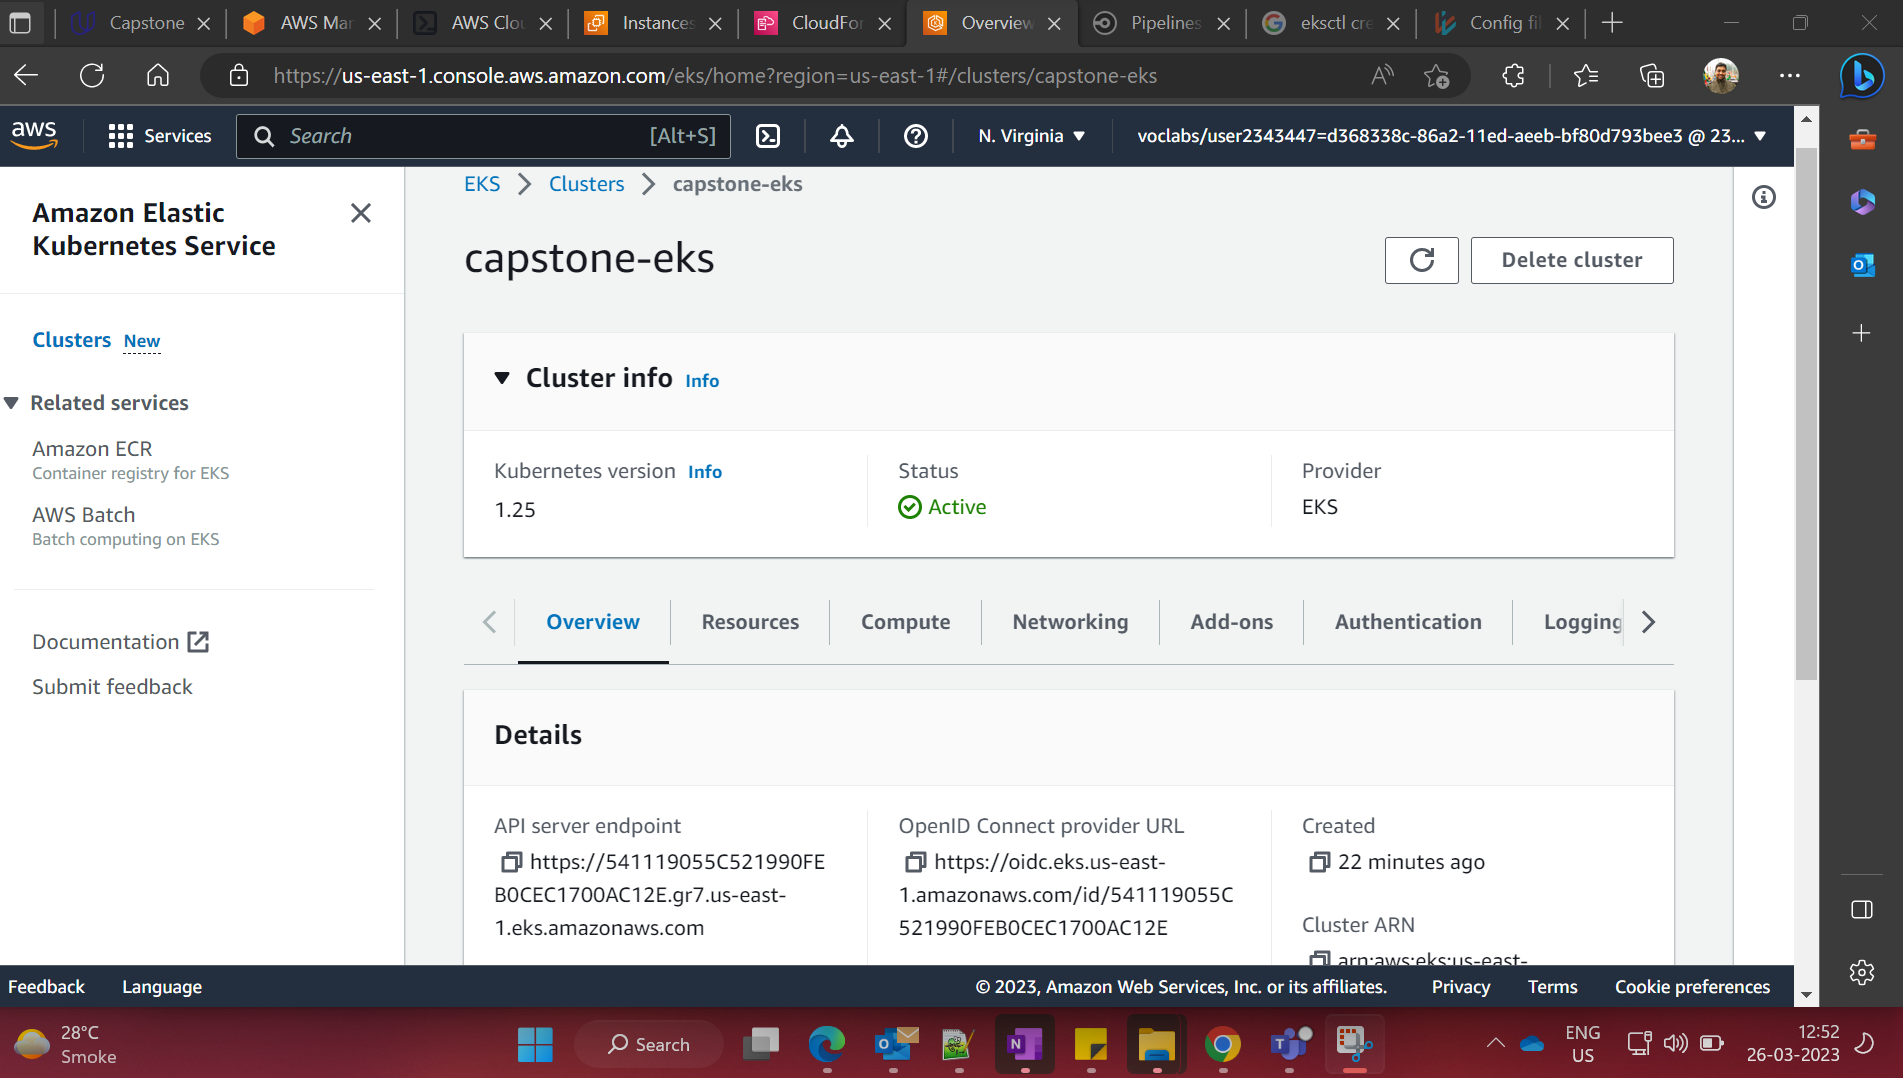 Capstone
AWS Mar
AWS Clou
Instances
CloudFor
Overview
Pipelines
eksctl cre
Config fil
https://us-east-1.console.aws.amazon.com/eks/home?region=us-east-1#/clusters/capstone-eks
aws
Services
Search
[Alt+S]
N. Virginia
voclabs/user2343447=d368338c-86a2-11ed-aeeb-bf80d793bee3 @ 23...
Amazon Elastic
Kubernetes Service
Clusters New
Related services
Amazon ECR
Container registry for EKS
AWS Batch
Batch computing on EKS
Documentation
Submit feedback
EKS > Clusters > capstone-eks
capstone-eks
Delete cluster
Cluster info Info
Kubernetes version Info
1.25
Status
Active
Provider
EKS
Overview
Resources
Compute
Networking
Add-ons
Authentication
Logging
Details
API server endpoint
https://541119055C521990FE
B0CEC1700AC12E.gr7.us-east-
1.eks.amazonaws.com
OpenID Connect provider URL
https://oidc.eks.us-east-
1.amazonaws.com/id/541119055C
521990FEB0CEC1700AC12E
Created
22 minutes ago
Cluster ARN
arn:aws:eks:us-east-
Feedback
Language
© 2023, Amazon Web Services, Inc. or its affiliates.
Privacy
Terms
Cookie preferences
28°C
Smoke
Search
ENG
US
12:52
26-03-2023